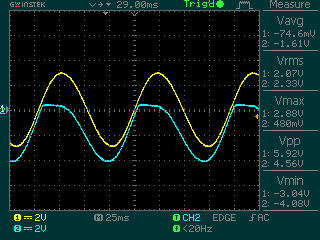 GWINSTEK 29.00ms Trig'd Measure
Vavg
1: -74.6mV
2: -1.61V
Vrms
1: 2.07V
2: 2.33V
Vmax
1: 2.88V
2: 480mV
Vpp
1: 5.92V
2: 4.56V
Vmin
1: -3.04V
2: -4.08V
1 = 2V M 25ms T CH2 EDGE AC
2 = 2V f <20Hz